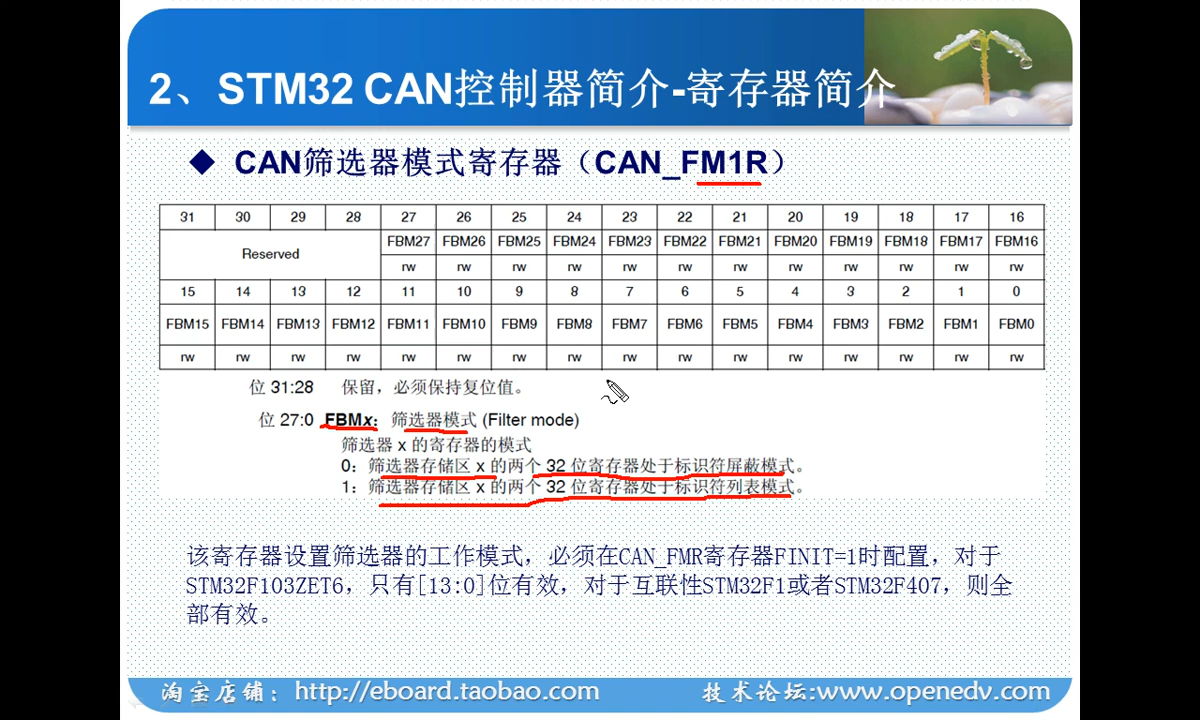 2、STM32 CAN控制器简介-寄存器简介
◆ CAN筛选器模式寄存器（CAN_FM1R）
31 30 29 28 27 26 25 24 23 22 21 20 19 18 17 16
Reserved FBM27 FBM26 FBM25 FBM24 FBM23 FBM22 FBM21 FBM20 FBM19 FBM18 FBM17 FBM16
rw rw rw rw rw rw rw rw rw rw rw rw
15 14 13 12 11 10 9 8 7 6 5 4 3 2 1 0
FBM15 FBM14 FBM13 FBM12 FBM11 FBM10 FBM9 FBM8 FBM7 FBM6 FBM5 FBM4 FBM3 FBM2 FBM1 FBM0
rw rw rw rw rw rw rw rw rw rw rw rw rw rw rw rw
位 31:28 保留，必须保持复位值。
位 27:0 FBMx：筛选器模式 (Filter mode)
筛选器 x 的寄存器的模式
0：筛选器存储区 x 的两个 32 位寄存器处于标识符屏蔽模式。
1：筛选器存储区 x 的两个 32 位寄存器处于标识符列表模式。
该寄存器设置筛选器的工作模式，必须在CAN_FMR寄存器FINIT=1时配置，对于
STM32F103ZET6，只有[13:0]位有效，对于互联性STM32F1或者STM32F407，则全
部有效。
淘宝店铺：http://eboard.taobao.com 技术论坛:www.openedv.com